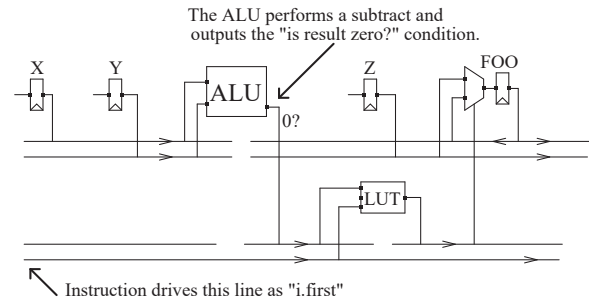 The ALU performs a subtract and
outputs the "is result zero?" condition.
X
Y
ALU
Z
FOO
0?
LUT
Instruction drives this line as "i.first"